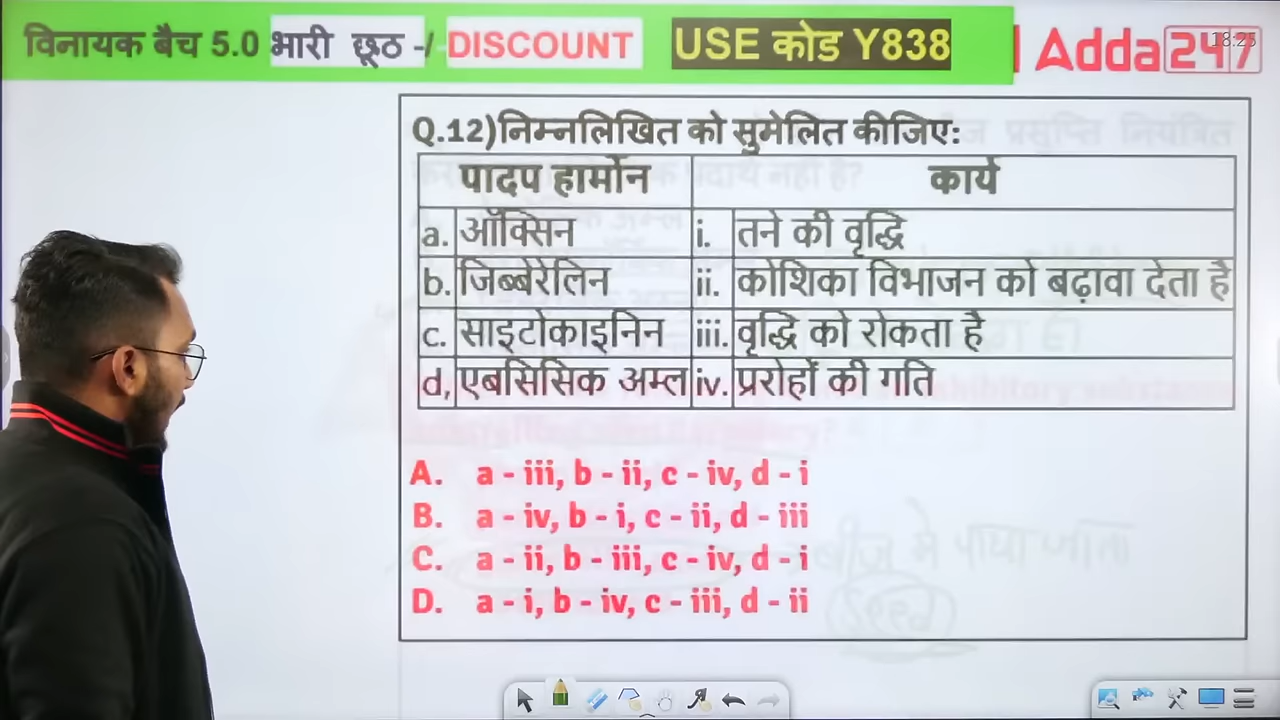 विनायक बैच 5.0 भारी छूठ -/ DISCOUNT USE कोड Y838 Adda247
18:25
Q.12)निम्नलिखित को सुमेलित कीजिए:
पादप हार्मोन कार्य
a. ऑक्सिन i. तने की वृद्धि
b. जिब्बेरेलिन ii. कोशिका विभाजन को बढ़ावा देता है
c. साइटोकाइनिन iii. वृद्धि को रोकता है
d, एबसिसिक अम्ल iv. प्ररोहों की गति
A. a - iii, b - ii, c - iv, d - i
B. a - iv, b - i, c - ii, d - iii
C. a - ii, b - iii, c - iv, d - i
D. a - i, b - iv, c - iii, d - ii